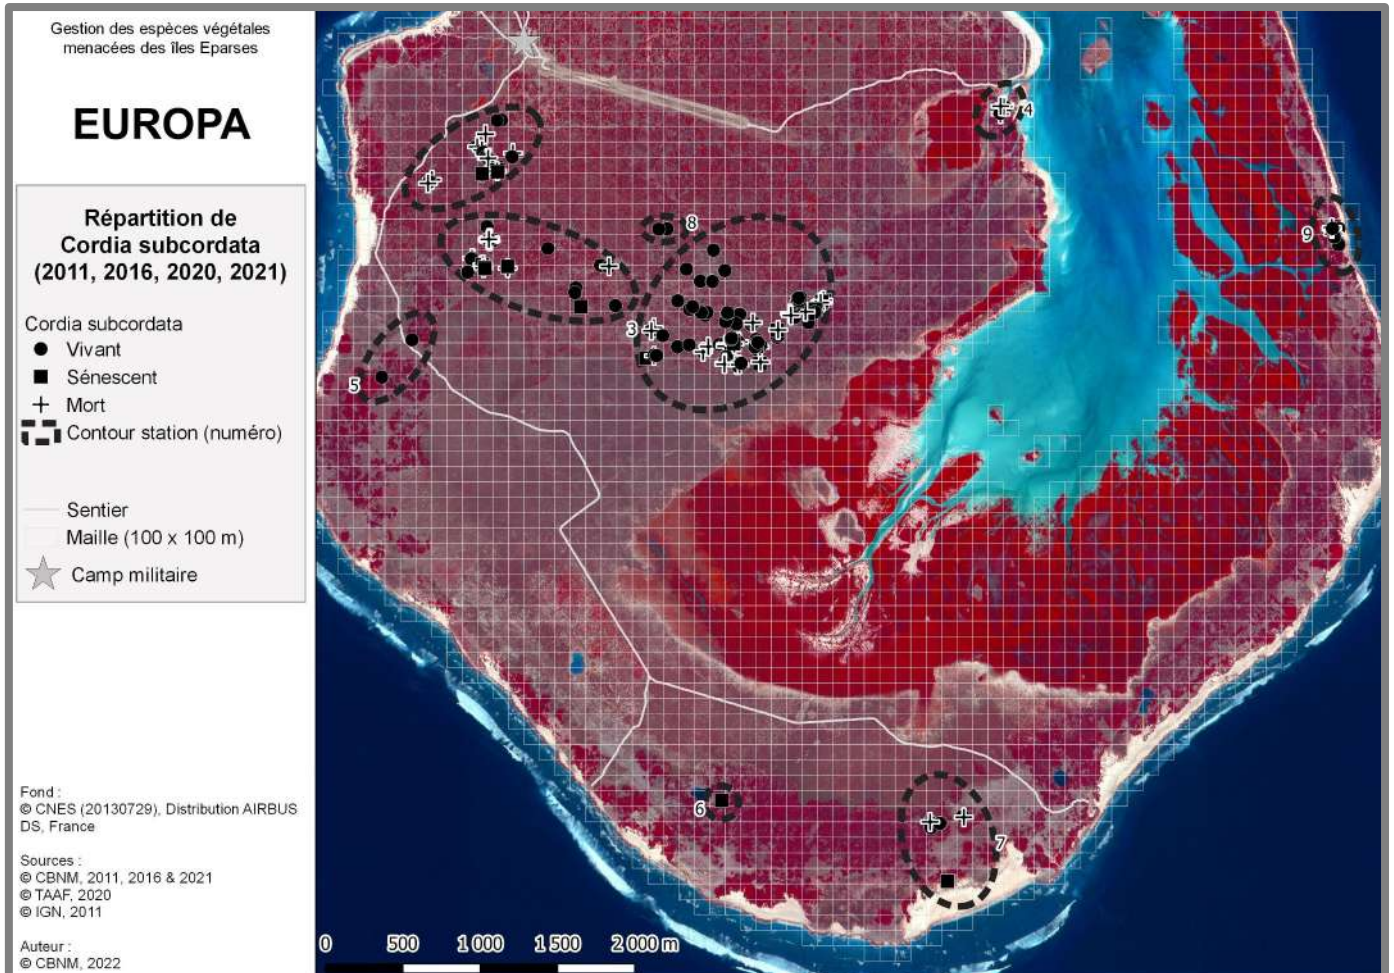 Gestion des espèces végétales
menacées des îles Eparses
EUROPA
Répartition de
Cordia subcordata
(2011, 2016, 2020, 2021)
Cordia subcordata
Vivant
Sénescent
Mort
Contour station (numéro)
Sentier
Maille (100 x 100 m)
Camp militaire
Fond :
© CNES (20130729), Distribution AIRBUS
DS, France
Sources :
© CBNM, 2011, 2016 & 2021
© TAAF, 2020
© IGN, 2011
Auteur :
© CBNM, 2022
4
8
9
3
5
6
7
0 500 1 000 1 500 2 000 m